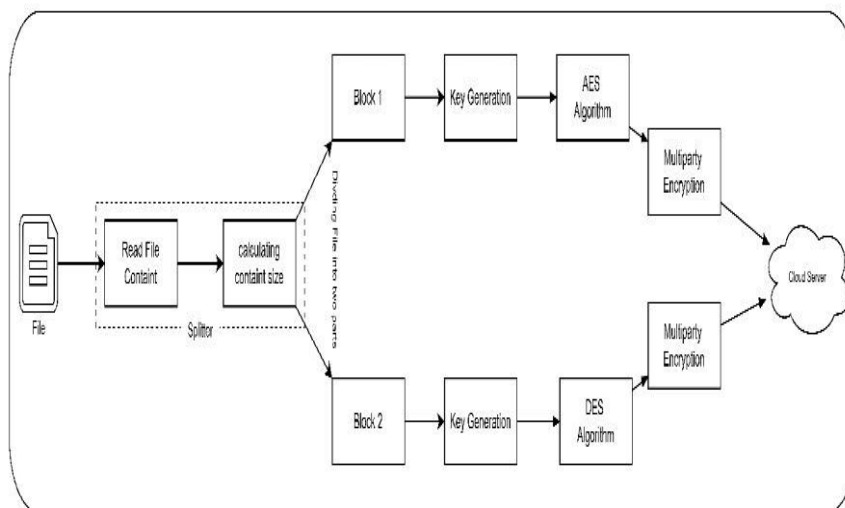 File
Read File
Containt
calculating
containt size
Splittor
Dividing File into two parts
Block 1
Key Generation
AES
Algorithm
Multiparty
Encryption
Block 2
Key Generation
DES
Algorithm
Multiparty
Encryption
Cloud Server